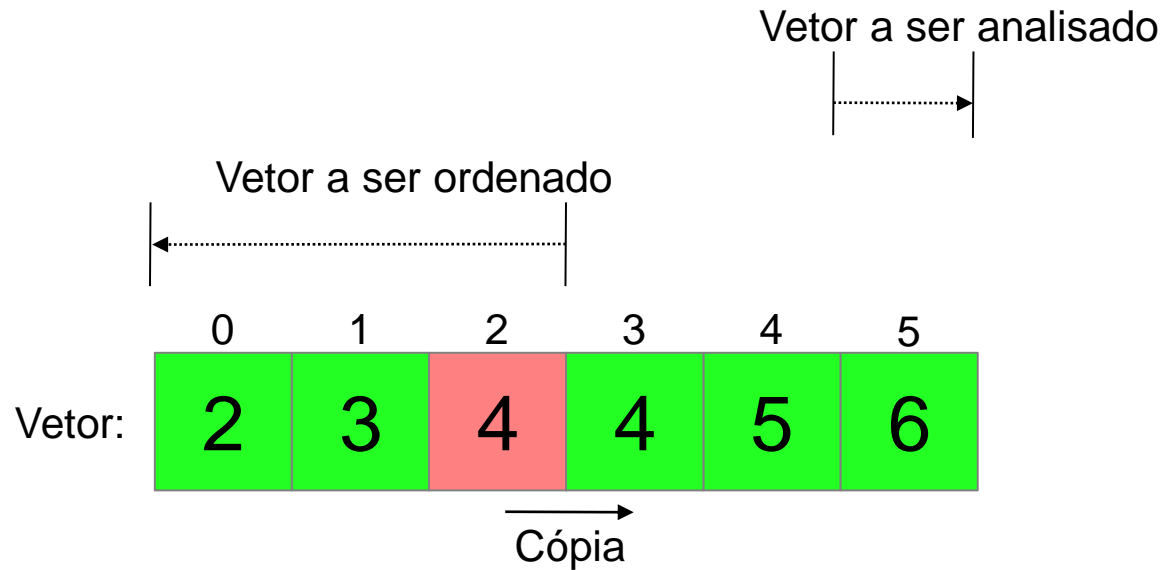 Vetor a ser analisado
Vetor a ser ordenado
0 1 2 3 4 5
Vetor: 2 3 4 4 5 6
Cópia